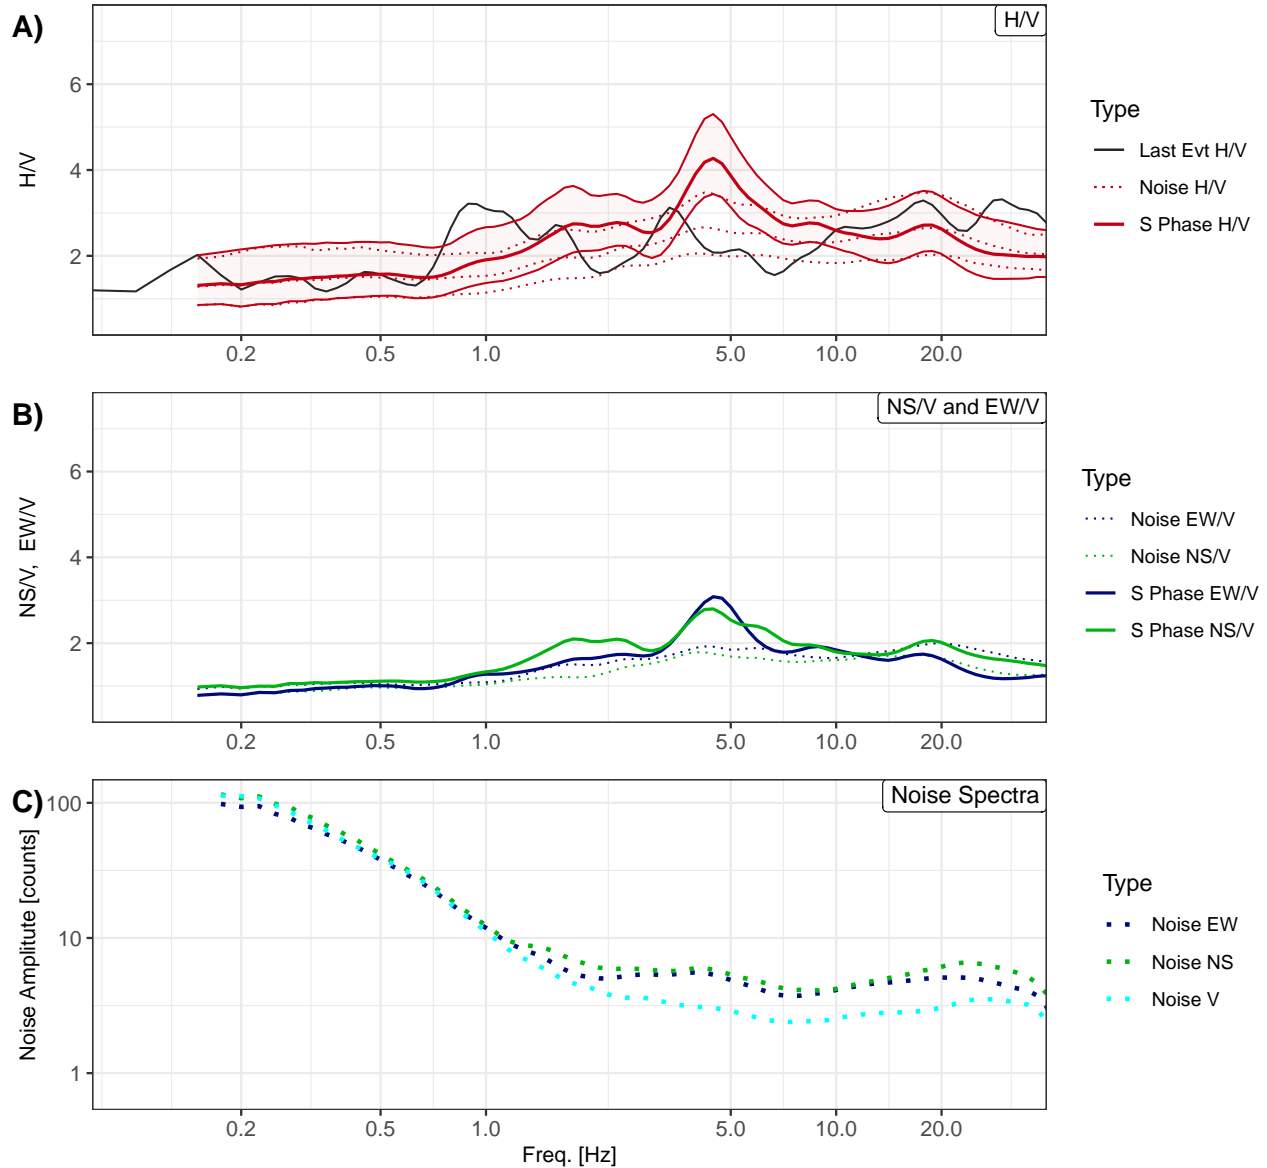 A)
H/V
6
4
2
H/V
0.2 0.5 1.0 5.0 10.0 20.0
Type
Last Evt H/V
Noise H/V
S Phase H/V
B)
NS/V and EW/V
6
4
2
NS/V, EW/V
0.2 0.5 1.0 5.0 10.0 20.0
Type
Noise EW/V
Noise NS/V
S Phase EW/V
S Phase NS/V
C)
Noise Spectra
100
10
1
Noise Amplitute [counts]
0.2 0.5 1.0 5.0 10.0 20.0
Freq. [Hz]
Type
Noise EW
Noise NS
Noise V